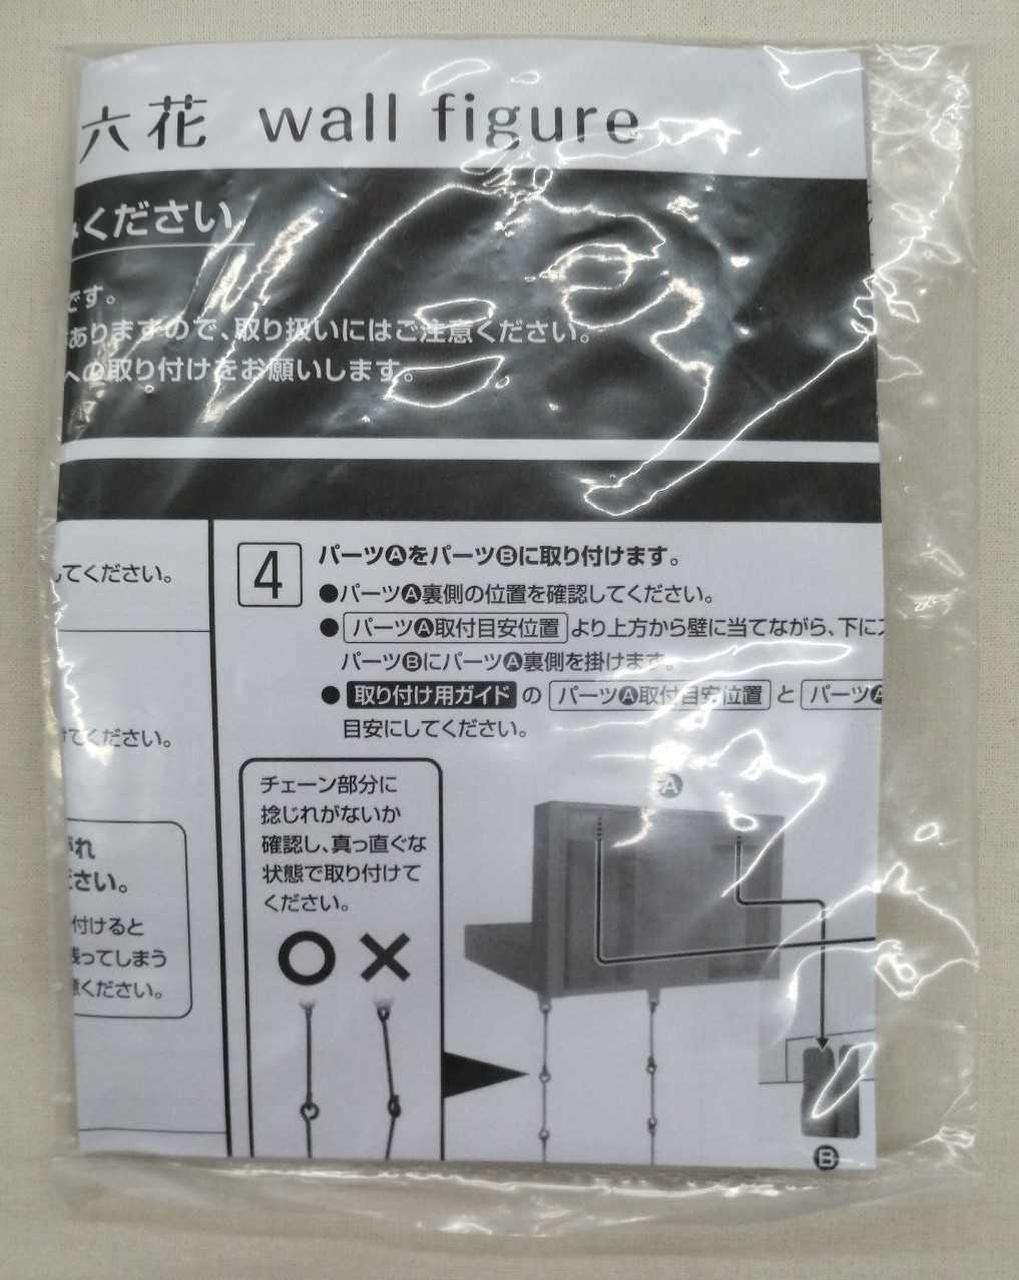 六花 wall figure
ください
です。
ありますので、取り扱いにはご注意ください。
への取り付けをお願いします。
してください。
けてください。
がれ
ださい。
付けると
残ってしまう
意ください。
4
パーツAをパーツBに取り付けます。
●パーツA裏側の位置を確認してください。
●パーツA取付目安位置より上方から壁に当てながら、下に
パーツBにパーツA裏側を掛けます。
●取り付け用ガイドのパーツA取付目安位置とパーツA
目安にしてください。
チェーン部分に
捻じれがないか
確認し、真っ直ぐな
状態で取り付けて
ください。
A
B